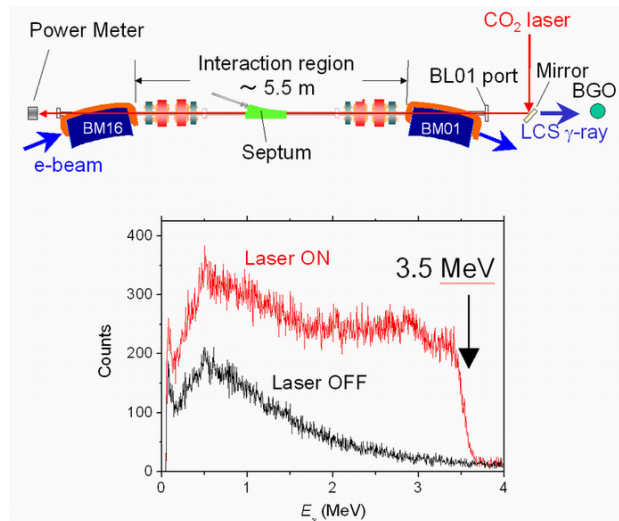 Power Meter
CO2 laser
Interaction region
~ 5.5 m
BL01 port
Mirror
BGO
BM16
BM01
Septum
e-beam
LCS γ-ray
400
300
200
100
0
Counts
Laser ON
3.5 MeV
Laser OFF
0
1
2
3
4
Eγ (MeV)